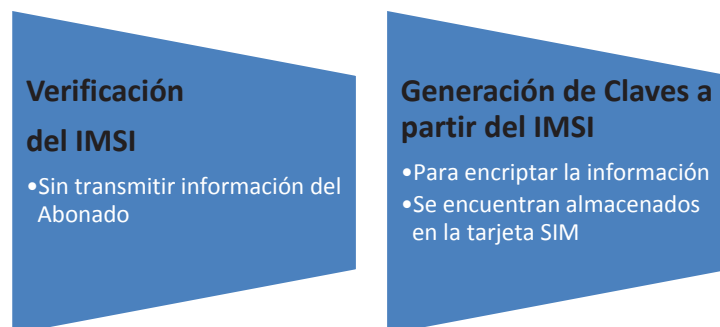 Verificación
del IMSI
•Sin transmitir información del
Abonado
Generación de Claves a
partir del IMSI
•Para encriptar la información
•Se encuentran almacenados
en la tarjeta SIM